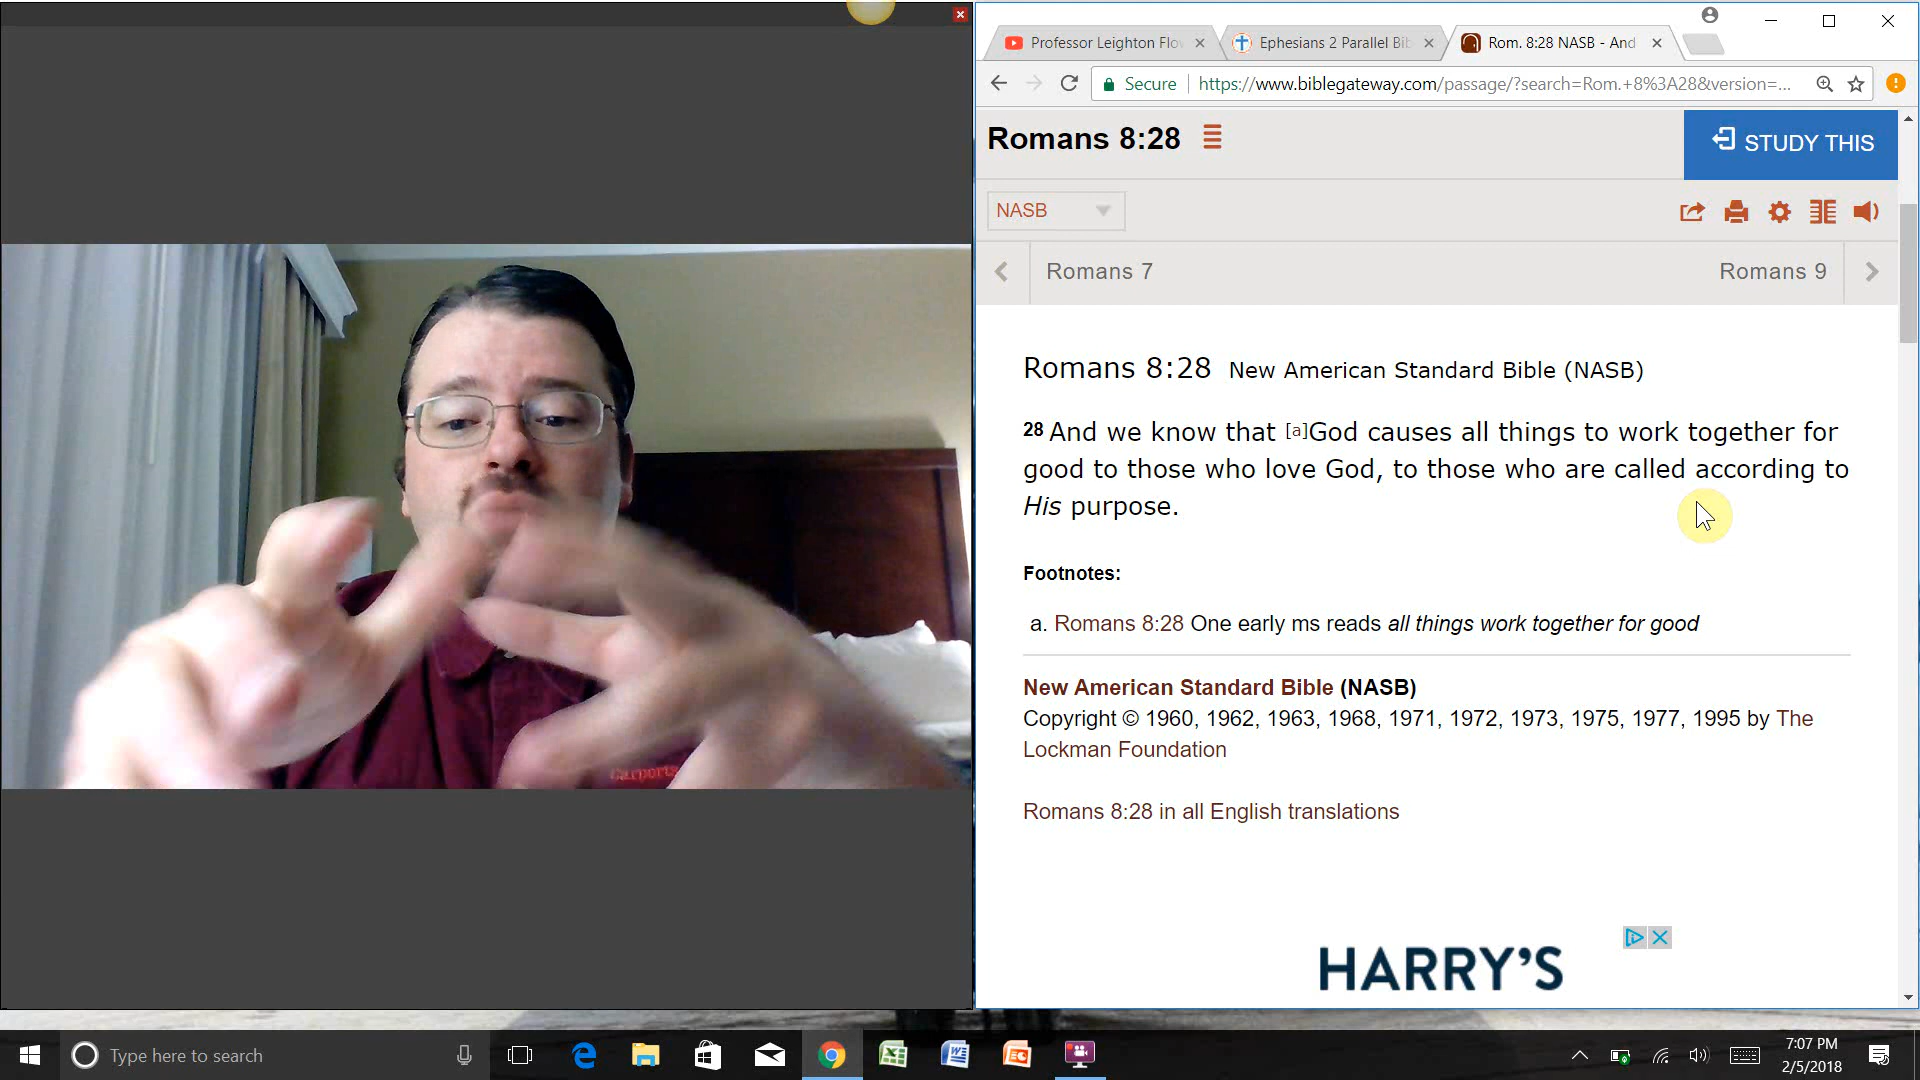 Professor Leighton Flo
Ephesians 2 Parallel Bib
Rom. 8:28 NASB - And
Secure
https://www.biblegateway.com/passage/?search=Rom.+8%3A28&version=...
Romans 8:28
STUDY THIS
NASB
Romans 7
Romans 9
Romans 8:28 New American Standard Bible (NASB)
28 And we know that [a]God causes all things to work together for
good to those who love God, to those who are called according to
His purpose.
Footnotes:
a. Romans 8:28 One early ms reads all things work together for good
New American Standard Bible (NASB)
Copyright © 1960, 1962, 1963, 1968, 1971, 1972, 1973, 1975, 1977, 1995 by The
Lockman Foundation
Romans 8:28 in all English translations
HARRY'S
Carports
Type here to search
7:07 PM
2/5/2018